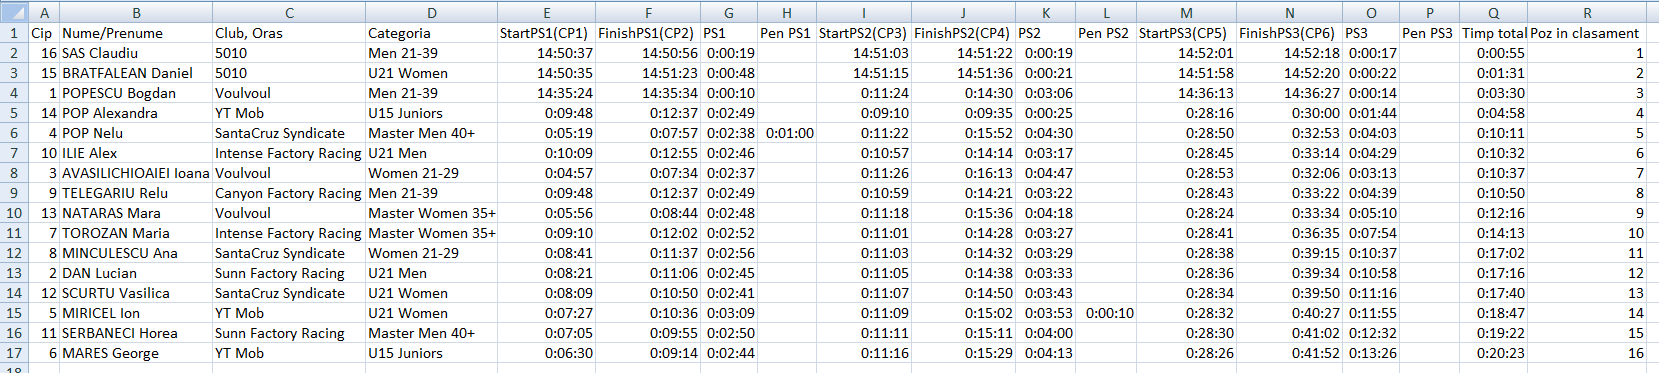 A B C D E F G H I J K L M N O P Q R
1 Cip Nume/Prenume Club, Oras Categoria StartPS1(CP1) FinishPS1(CP2) PS1 Pen PS1 StartPS2(CP3) FinishPS2(CP4) PS2 Pen PS2 StartPS3(CP5) FinishPS3(CP6) PS3 Pen PS3 Timp total Poz in clasament
2 16 SAS Claudiu 5010 Men 21-39 14:50:37 14:50:56 0:00:19 14:51:03 14:51:22 0:00:19 14:52:01 14:52:18 0:00:17 0:00:55 1
3 15 BRATFALEAN Daniel 5010 U21 Women 14:50:35 14:51:23 0:00:48 14:51:15 14:51:36 0:00:21 14:51:58 14:52:20 0:00:22 0:01:31 2
4 1 POPESCU Bogdan Voulvoul Men 21-39 14:35:24 14:35:34 0:00:10 0:11:24 0:14:30 0:03:06 14:36:13 14:36:27 0:00:14 0:03:30 3
5 14 POP Alexandra YT Mob U15 Juniors 0:09:48 0:12:37 0:02:49 0:09:10 0:09:35 0:00:25 0:28:16 0:30:00 0:01:44 0:04:58 4
6 4 POP Nelu SantaCruz Syndicate Master Men 40+ 0:05:19 0:07:57 0:02:38 0:01:00 0:11:22 0:15:52 0:04:30 0:28:50 0:32:53 0:04:03 0:10:11 5
7 10 ILIE Alex Intense Factory Racing U21 Men 0:10:09 0:12:55 0:02:46 0:10:57 0:14:14 0:03:17 0:28:45 0:33:14 0:04:29 0:10:32 6
8 3 AVASILICHIOAIEI Ioana Voulvoul Women 21-29 0:04:57 0:07:34 0:02:37 0:11:26 0:16:13 0:04:47 0:28:53 0:32:06 0:03:13 0:10:37 7
9 9 TELEGARIU Relu Canyon Factory Racing Men 21-39 0:09:48 0:12:37 0:02:49 0:10:59 0:14:21 0:03:22 0:28:43 0:33:22 0:04:39 0:10:50 8
10 13 NATARAS Mara Voulvoul Master Women 35+ 0:05:56 0:08:44 0:02:48 0:11:18 0:15:36 0:04:18 0:28:24 0:33:34 0:05:10 0:12:16 9
11 7 TOROZAN Maria Intense Factory Racing Master Women 35+ 0:09:10 0:12:02 0:02:52 0:11:01 0:14:28 0:03:27 0:28:41 0:36:35 0:07:54 0:14:13 10
12 8 MINCULESCU Ana SantaCruz Syndicate Women 21-29 0:08:41 0:11:37 0:02:56 0:11:03 0:14:32 0:03:29 0:28:38 0:39:15 0:10:37 0:17:02 11
13 2 DAN Lucian Sunn Factory Racing U21 Men 0:08:21 0:11:06 0:02:45 0:11:05 0:14:38 0:03:33 0:28:36 0:39:34 0:10:58 0:17:16 12
14 12 SCURTU Vasilica SantaCruz Syndicate U21 Women 0:08:09 0:10:50 0:02:41 0:11:07 0:14:50 0:03:43 0:28:34 0:39:50 0:11:16 0:17:40 13
15 5 MIRICEL Ion YT Mob U21 Women 0:07:27 0:10:36 0:03:09 0:11:09 0:15:02 0:03:53 0:00:10 0:28:32 0:40:27 0:11:55 0:18:47 14
16 11 SERBANECI Horea Sunn Factory Racing Master Men 40+ 0:07:05 0:09:55 0:02:50 0:11:11 0:15:11 0:04:00 0:28:30 0:41:02 0:12:32 0:19:22 15
17 6 MARES George YT Mob U15 Juniors 0:06:30 0:09:14 0:02:44 0:11:16 0:15:29 0:04:13 0:28:26 0:41:52 0:13:26 0:20:23 16